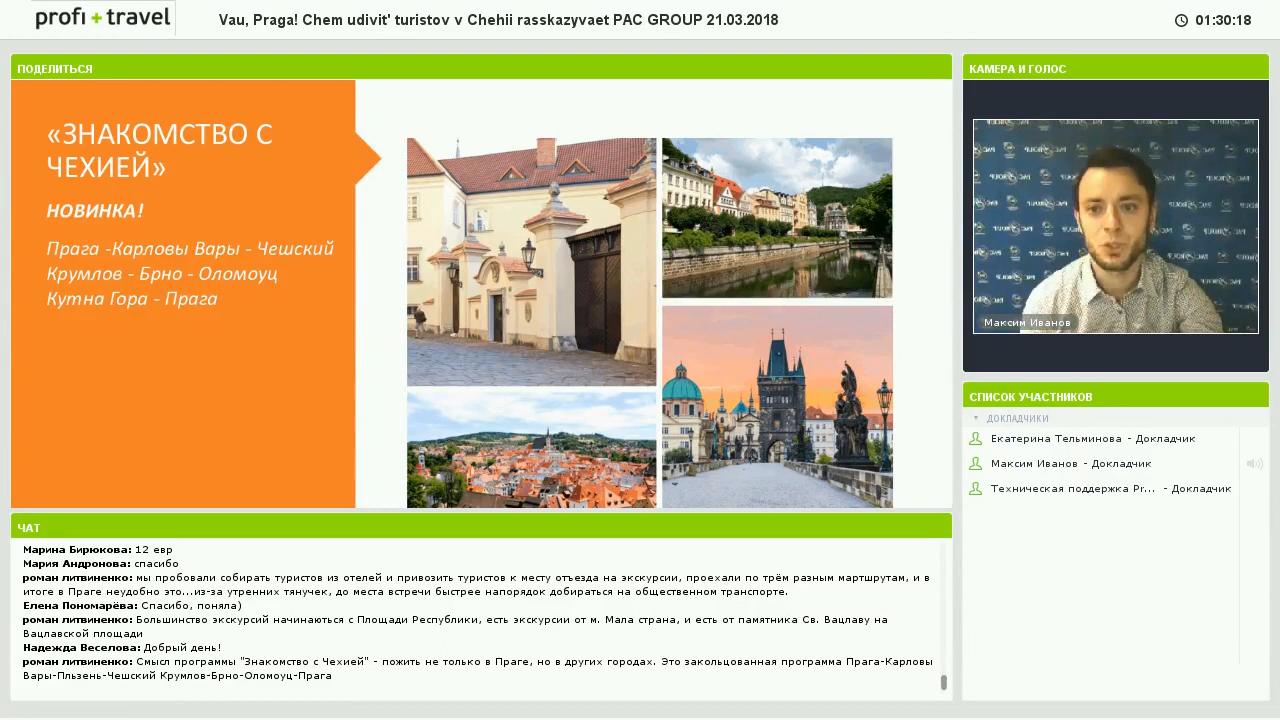 profi + travel
Vau, Praga! Chem udivit' turistov v Chehii rasskazyvaet PAC GROUP 21.03.2018
01:30:18
ПОДЕЛИТЬСЯ
«ЗНАКОМСТВО С
ЧЕХИЕЙ»
НОВИНКА!
Прага -Карловы Вары - Чешский
Крумлов - Брно - Оломоуц
Кутна Гора - Прага
КАМЕРА И ГОЛОС
PAC GROUP
Максим Иванов
СПИСОК УЧАСТНИКОВ
ДОКЛАДЧИКИ
Екатерина Тельминова - Докладчик
Максим Иванов - Докладчик
Техническая поддержка Pr... - Докладчик
ЧАТ
Марина Бирюкова: 12 евр
Мария Андронова: спасибо
роман литвиненко: мы пробовали собирать туристов из отелей и привозить туристов к месту отъезда на экскурсии, проехали по трём разным мартшрутам, и в
итоге в Праге неудобно это...из-за утренних тянучек, до места встречи быстрее напорядок добираться на общественном транспорте.
Елена Пономарёва: Спасибо, поняла)
роман литвиненко: Большинство экскурсий начинаються с Площади Республики, есть экскурсии от м. Мала страна, и есть от памятника Св. Вацлаву на
Вацлавской площади
Надежда Веселова: Добрый день!
роман литвиненко: Смысл программы "Знакомство с Чехией" - пожить не только в Праге, но в других городах. Это закольцованная программа Прага-Карловы
Вары-Пльзень-Чешский Крумлов-Брно-Оломоуц-Прага